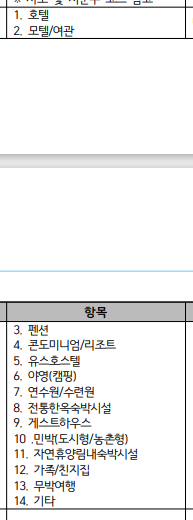 1. 호텔
2. 모텔/여관
항목
3. 펜션
4. 콘도미니엄/리조트
5. 유스호스텔
6. 야영(캠핑)
7. 연수원/수련원
8. 전통한옥숙박시설
9. 게스트하우스
10 .민박(도시형/농촌형)
11. 자연휴양림내숙박시설
12. 가족/친지집
13. 무박여행
14. 기타